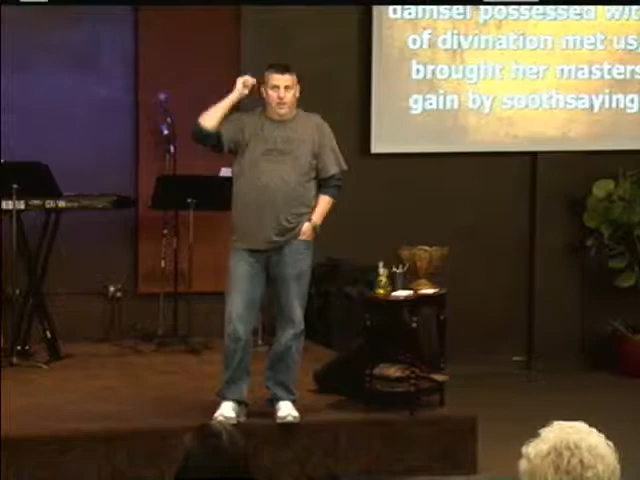 damsel possessed wit
of divination met us,
brought her masters
gain by soothsaying